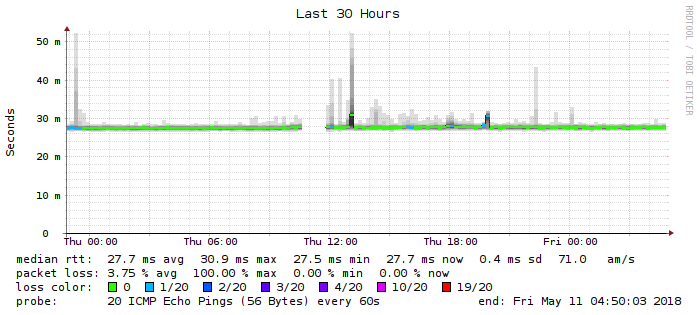 Last 30 Hours
RRDTOOL / TOBI OETIKER
Seconds
50 m
40 m
30 m
20 m
10 m
0
Thu 00:00 Thu 06:00 Thu 12:00 Thu 18:00 Fri 00:00
median rtt: 27.7 ms avg 30.9 ms max 27.5 ms min 27.7 ms now 0.4 ms sd 71.0 am/s
packet loss: 3.75 % avg 100.00 % max 0.00 % min 0.00 % now
loss color: 0 1/20 2/20 3/20 4/20 10/20 19/20
probe: 20 ICMP Echo Pings (56 Bytes) every 60s end: Fri May 11 04:50:03 2018